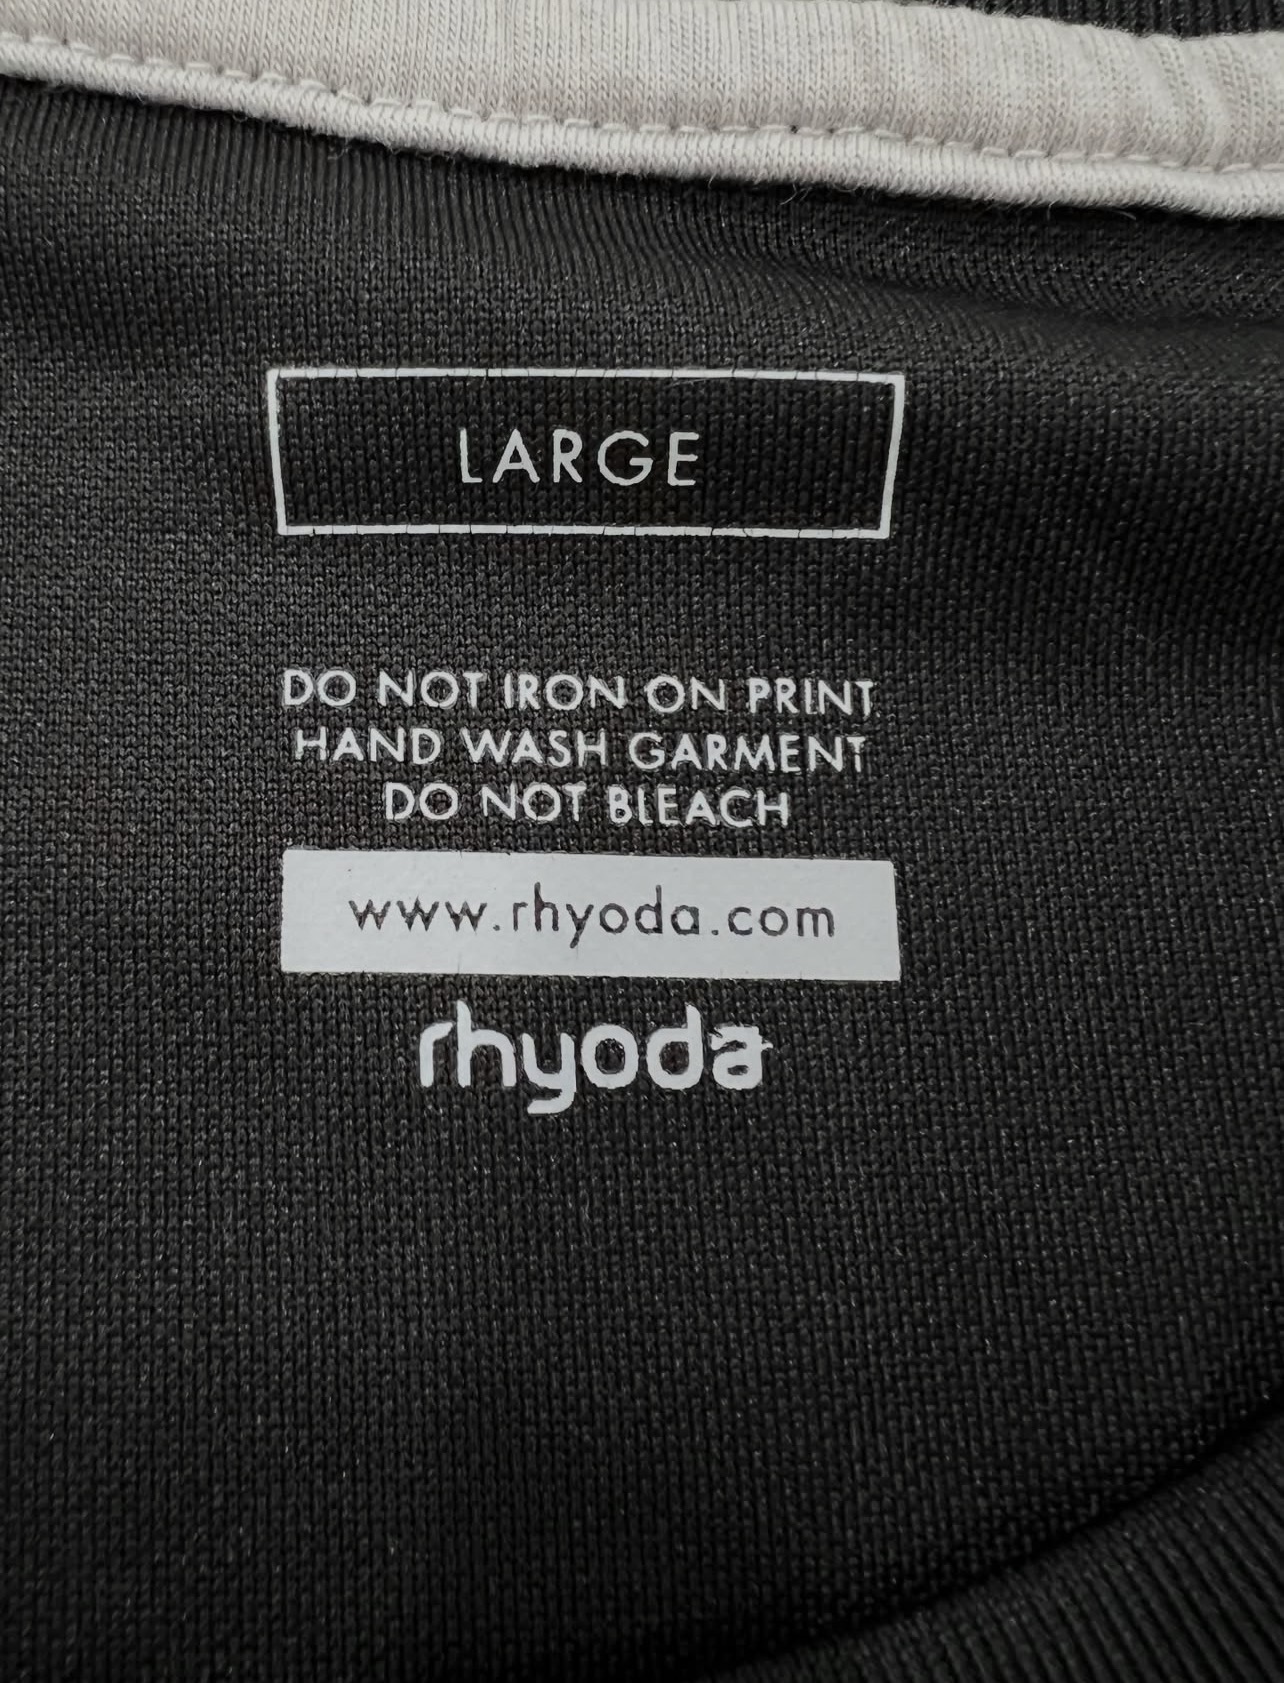 LARGE
DO NOT IRON ON PRINT
HAND WASH GARMENT
DO NOT BLEACH
www.rhyoda.com
rhyoda